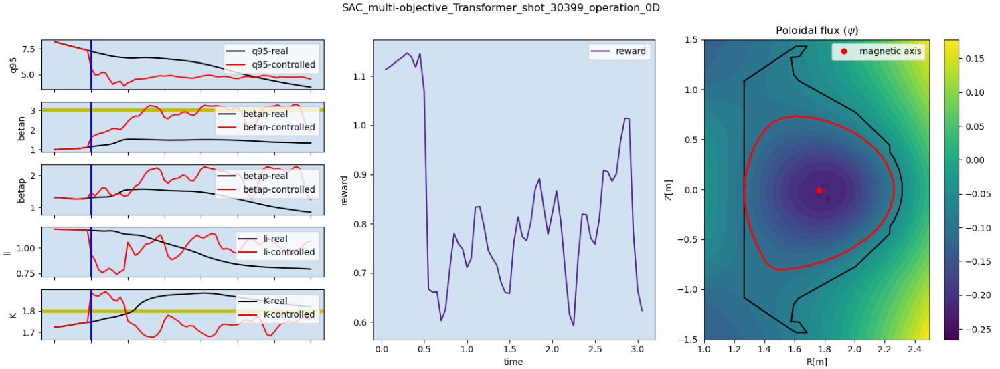 SAC_multi-objective_Transformer_shot_30399_operation_0D
q95
7.5
5.0
q95-real
q95-controlled
betan
3
2
1
betan-real
betan-controlled
betap
2
1
betap-real
betap-controlled
li
1.00
0.75
li-real
li-controlled
K
1.8
1.7
K-real
K-controlled
reward
1.1
1.0
0.9
0.8
0.7
0.6
reward
0.0 0.5 1.0 1.5 2.0 2.5 3.0
time
Poloidal flux (ψ)
magnetic axis
Z[m]
1.5
1.0
0.5
0.0
−0.5
−1.0
−1.5
1.0 1.2 1.4 1.6 1.8 2.0 2.2 2.4
R[m]
0.15
0.10
0.05
0.00
−0.05
−0.10
−0.15
−0.20
−0.25